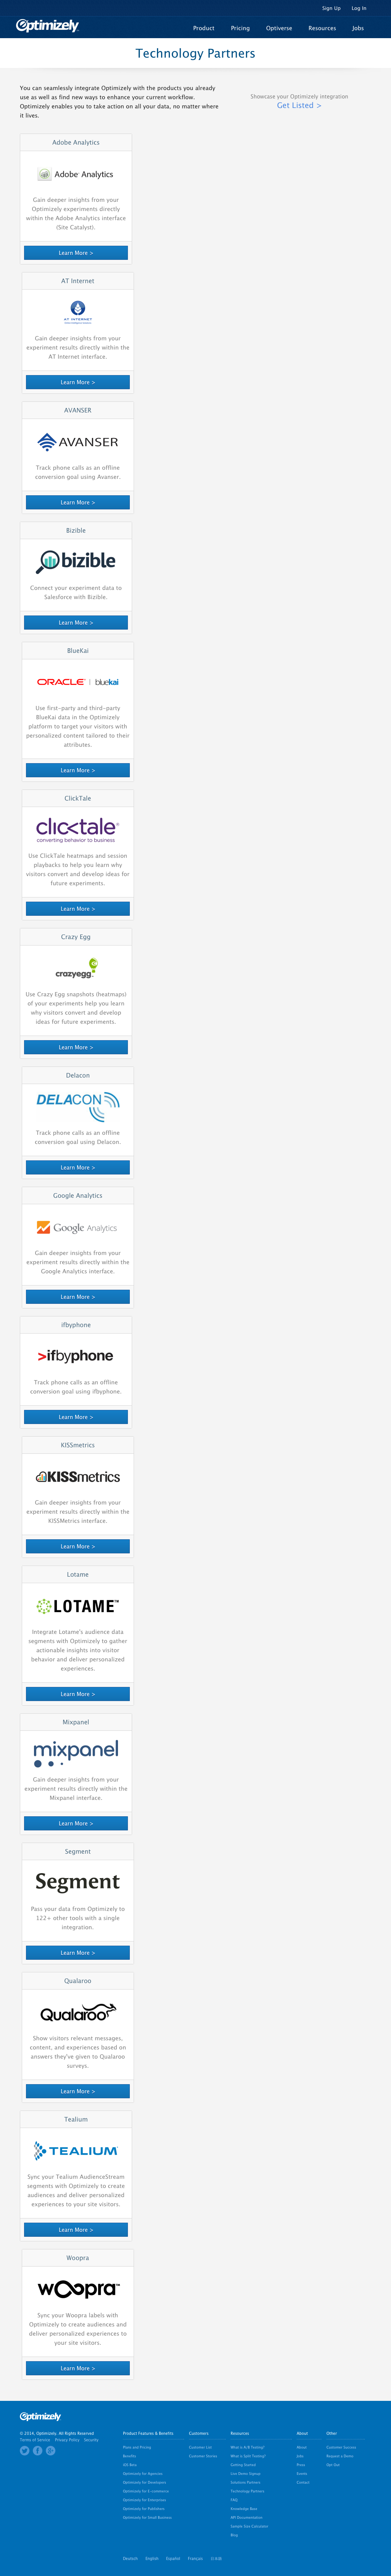 Sign Up Log In
Optimizely
Product Pricing Optiverse Resources Jobs
Technology Partners
You can seamlessly integrate Optimizely with the products you already
use as well as find new ways to enhance your current workflow.
Optimizely enables you to take action on all your data, no matter where
it lives.
Showcase your Optimizely integration
Get Listed >
Adobe Analytics
Adobe Analytics
Gain deeper insights from your
Optimizely experiments directly
within the Adobe Analytics interface
(Site Catalyst).
Learn More >
AT Internet
AT INTERNET
Gain deeper insights from your
experiment results directly within the
AT Internet interface.
Learn More >
AVANSER
AVANSER
Track phone calls as an offline
conversion goal using Avanser.
Learn More >
Bizible
bizible
Connect your experiment data to
Salesforce with Bizible.
Learn More >
BlueKai
ORACLE | bluekai
Use first-party and third-party
BlueKai data in the Optimizely
platform to target your visitors with
personalized content tailored to their
attributes.
Learn More >
ClickTale
clicktale®
converting behavior to business
Use ClickTale heatmaps and session
playbacks to help you learn why
visitors convert and develop ideas for
future experiments.
Learn More >
Crazy Egg
crazyegg
Use Crazy Egg snapshots (heatmaps)
of your experiments help you learn
why visitors convert and develop
ideas for future experiments.
Learn More >
Delacon
DELACON
Track phone calls as an offline
conversion goal using Delacon.
Learn More >
Google Analytics
Google Analytics
Gain deeper insights from your
experiment results directly within the
Google Analytics interface.
Learn More >
ifbyphone
>ifbyphone
Track phone calls as an offline
conversion goal using ifbyphone.
Learn More >
KISSmetrics
KISSmetrics
Gain deeper insights from your
experiment results directly within the
KISSMetrics interface.
Learn More >
Lotame
LOTAME™
Integrate Lotame's audience data
segments with Optimizely to gather
actionable insights into visitor
behavior and deliver personalized
experiences.
Learn More >
Mixpanel
mixpanel
Gain deeper insights from your
experiment results directly within the
Mixpanel interface.
Learn More >
Segment
Segment
Pass your data from Optimizely to
122+ other tools with a single
integration.
Learn More >
Qualaroo
Qualaroo
Show visitors relevant messages,
content, and experiences based on
answers they've given to Qualaroo
surveys.
Learn More >
Tealium
TEALIUM
Sync your Tealium AudienceStream
segments with Optimizely to create
audiences and deliver personalized
experiences to your site visitors.
Learn More >
Woopra
woopra™
Sync your Woopra labels with
Optimizely to create audiences and
deliver personalized experiences to
your site visitors.
Learn More >
Optimizely
© 2014, Optimizely. All Rights Reserved
Terms of Service Privacy Policy Security
Product Features & Benefits
Plans and Pricing
Benefits
iOS Beta
Optimizely for Agencies
Optimizely for Developers
Optimizely for E-commerce
Optimizely for Enterprises
Optimizely for Publishers
Optimizely for Small Business
Customers
Customer List
Customer Stories
Resources
What is A/B Testing?
What is Split Testing?
Getting Started
Live Demo Signup
Solutions Partners
Technology Partners
FAQ
Knowledge Base
API Documentation
Sample Size Calculator
Blog
About
About
Jobs
Press
Events
Contact
Other
Customer Success
Request a Demo
Opt-Out
Deutsch English Español Français 日本語